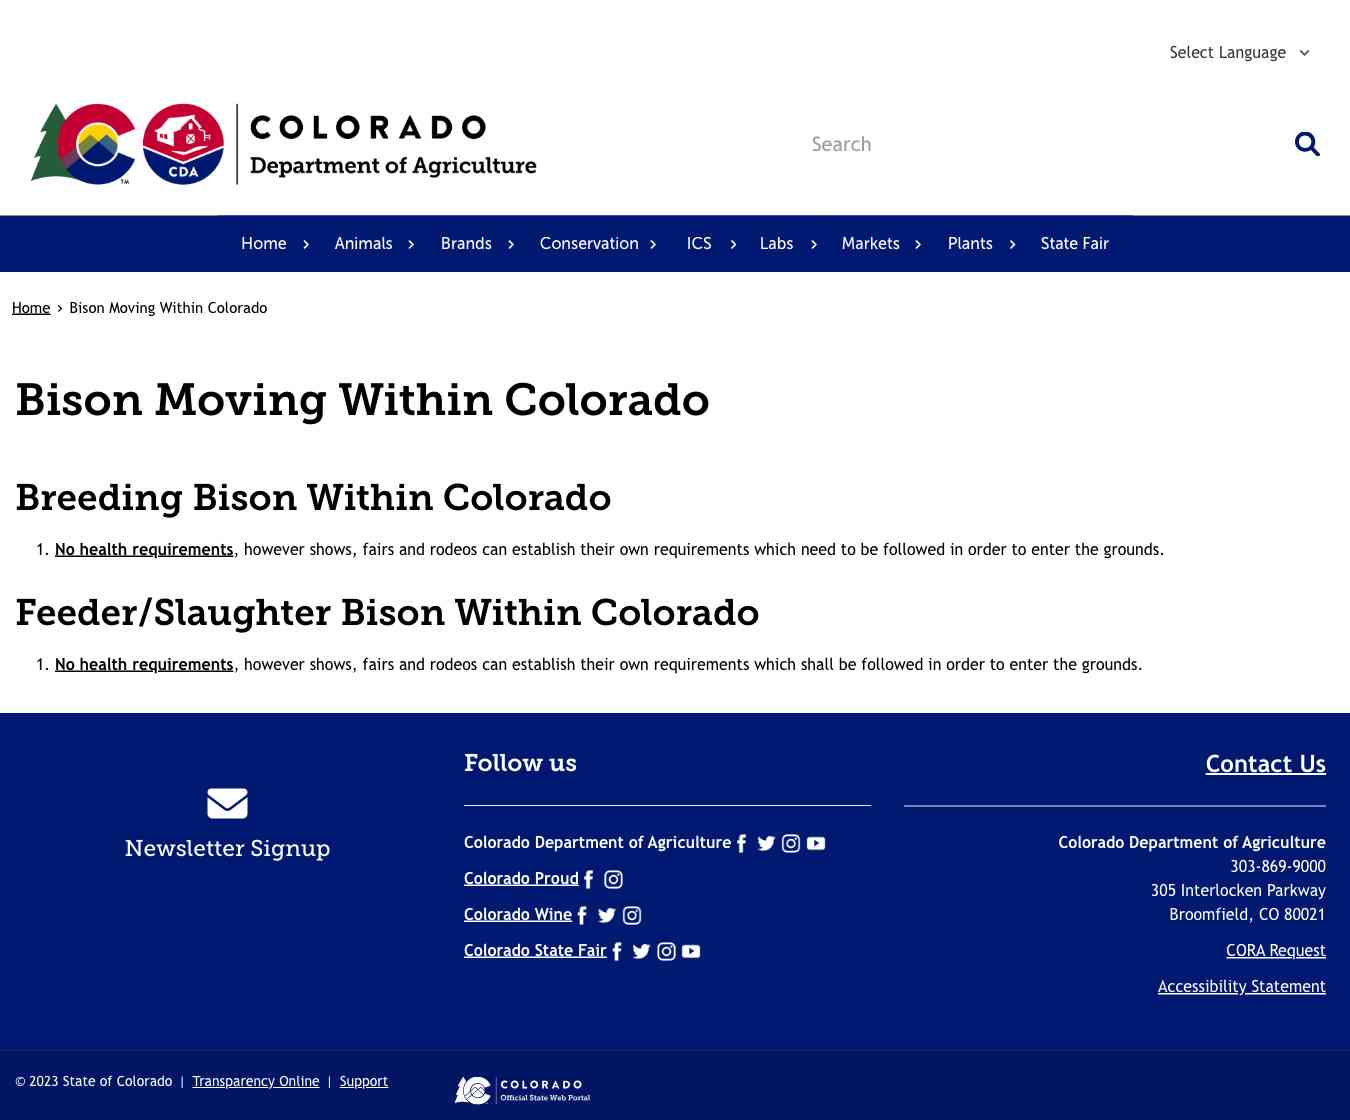 Select Language
COLORADO
Department of Agriculture
CDA
TM
Search
Home Animals Brands Conservation ICS Labs Markets Plants State Fair
Home › Bison Moving Within Colorado
Bison Moving Within Colorado
Breeding Bison Within Colorado
1. No health requirements, however shows, fairs and rodeos can establish their own requirements which need to be followed in order to enter the grounds.
Feeder/Slaughter Bison Within Colorado
1. No health requirements, however shows, fairs and rodeos can establish their own requirements which shall be followed in order to enter the grounds.
Newsletter Signup
Follow us
Colorado Department of Agriculture
Colorado Proud
Colorado Wine
Colorado State Fair
Contact Us
Colorado Department of Agriculture
303-869-9000
305 Interlocken Parkway
Broomfield, CO 80021
CORA Request
Accessibility Statement
© 2023 State of Colorado | Transparency Online | Support
COLORADO
Official State Web Portal